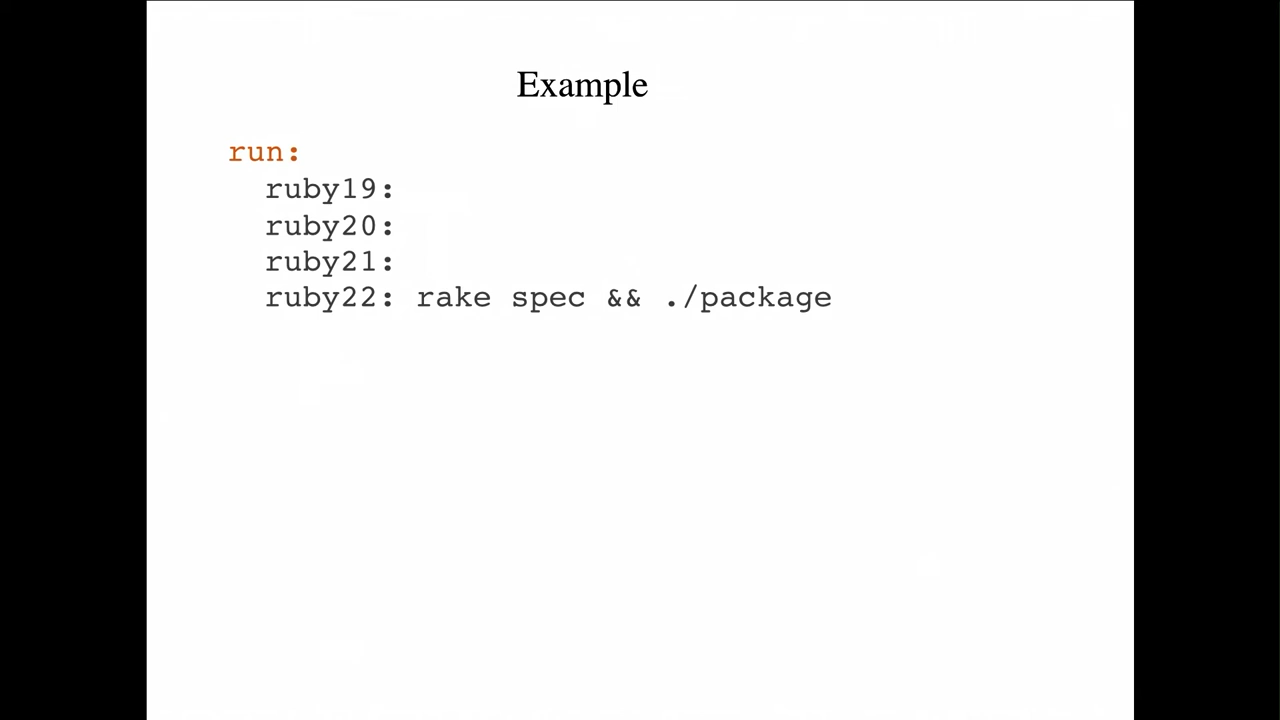 Example
run:
  ruby19:
  ruby20:
  ruby21:
  ruby22: rake spec && ./package